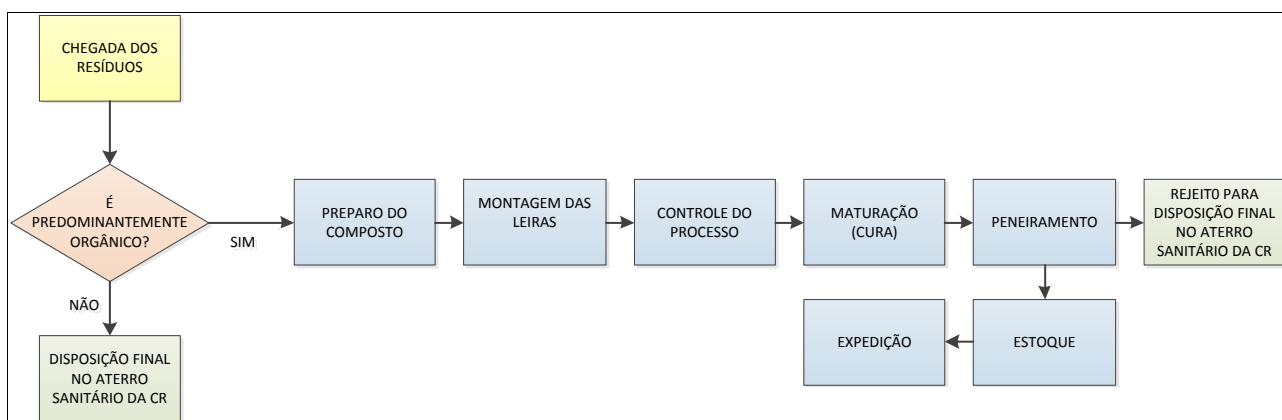 CHEGADA DOS
RESÍDUOS
É
PREDOMINANTEMENTE
ORGÂNICO?
SIM
NÃO
DISPOSIÇÃO FINAL
NO ATERRO
SANITÁRIO DA CR
PREPARO DO
COMPOSTO
MONTAGEM DAS
LEIRAS
CONTROLE DO
PROCESSO
MATURAÇÃO
(CURA)
PENEIRAMENTO
REJEIT0 PARA
DISPOSIÇÃO FINAL
NO ATERRO
SANITÁRIO DA CR
EXPEDIÇÃO
ESTOQUE